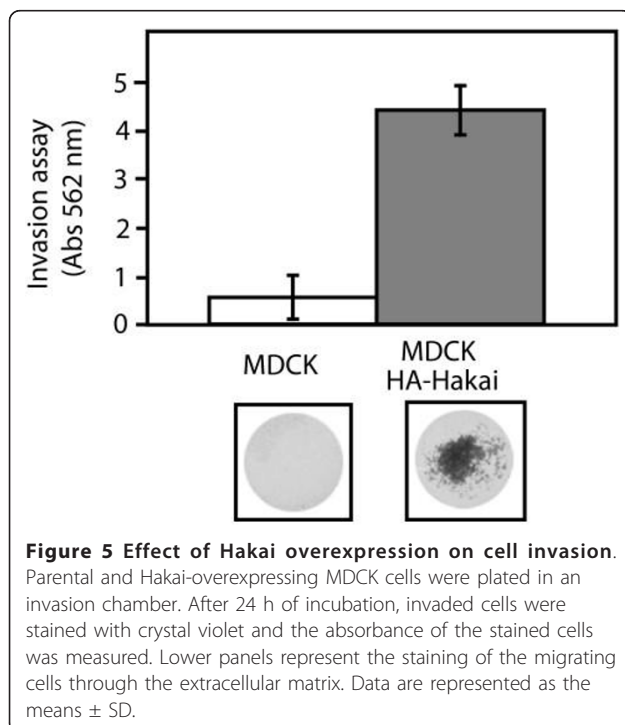 5
4
3
2
1
0
Invasion assay
(Abs 562 nm)
MDCK
MDCK
HA-Hakai
Figure 5 Effect of Hakai overexpression on cell invasion.
Parental and Hakai-overexpressing MDCK cells were plated in an
invasion chamber. After 24 h of incubation, invaded cells were
stained with crystal violet and the absorbance of the stained cells
was measured. Lower panels represent the staining of the migrating
cells through the extracellular matrix. Data are represented as the
means ± SD.